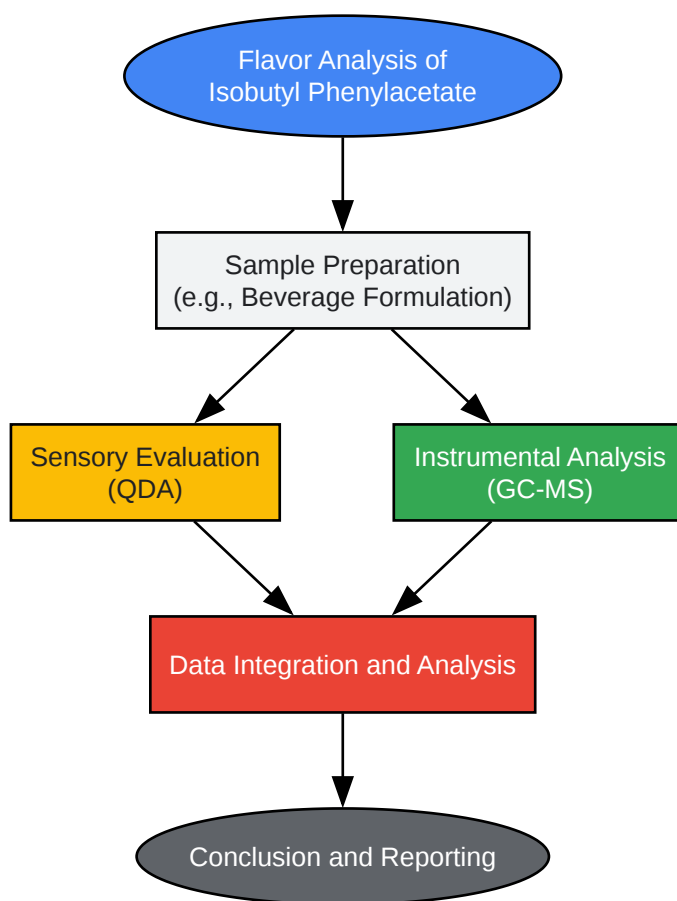 Flavor Analysis of
Isobutyl Phenylacetate
Sample Preparation
(e.g., Beverage Formulation)
Sensory Evaluation
(QDA)
Instrumental Analysis
(GC-MS)
Data Integration and Analysis
Conclusion and Reporting